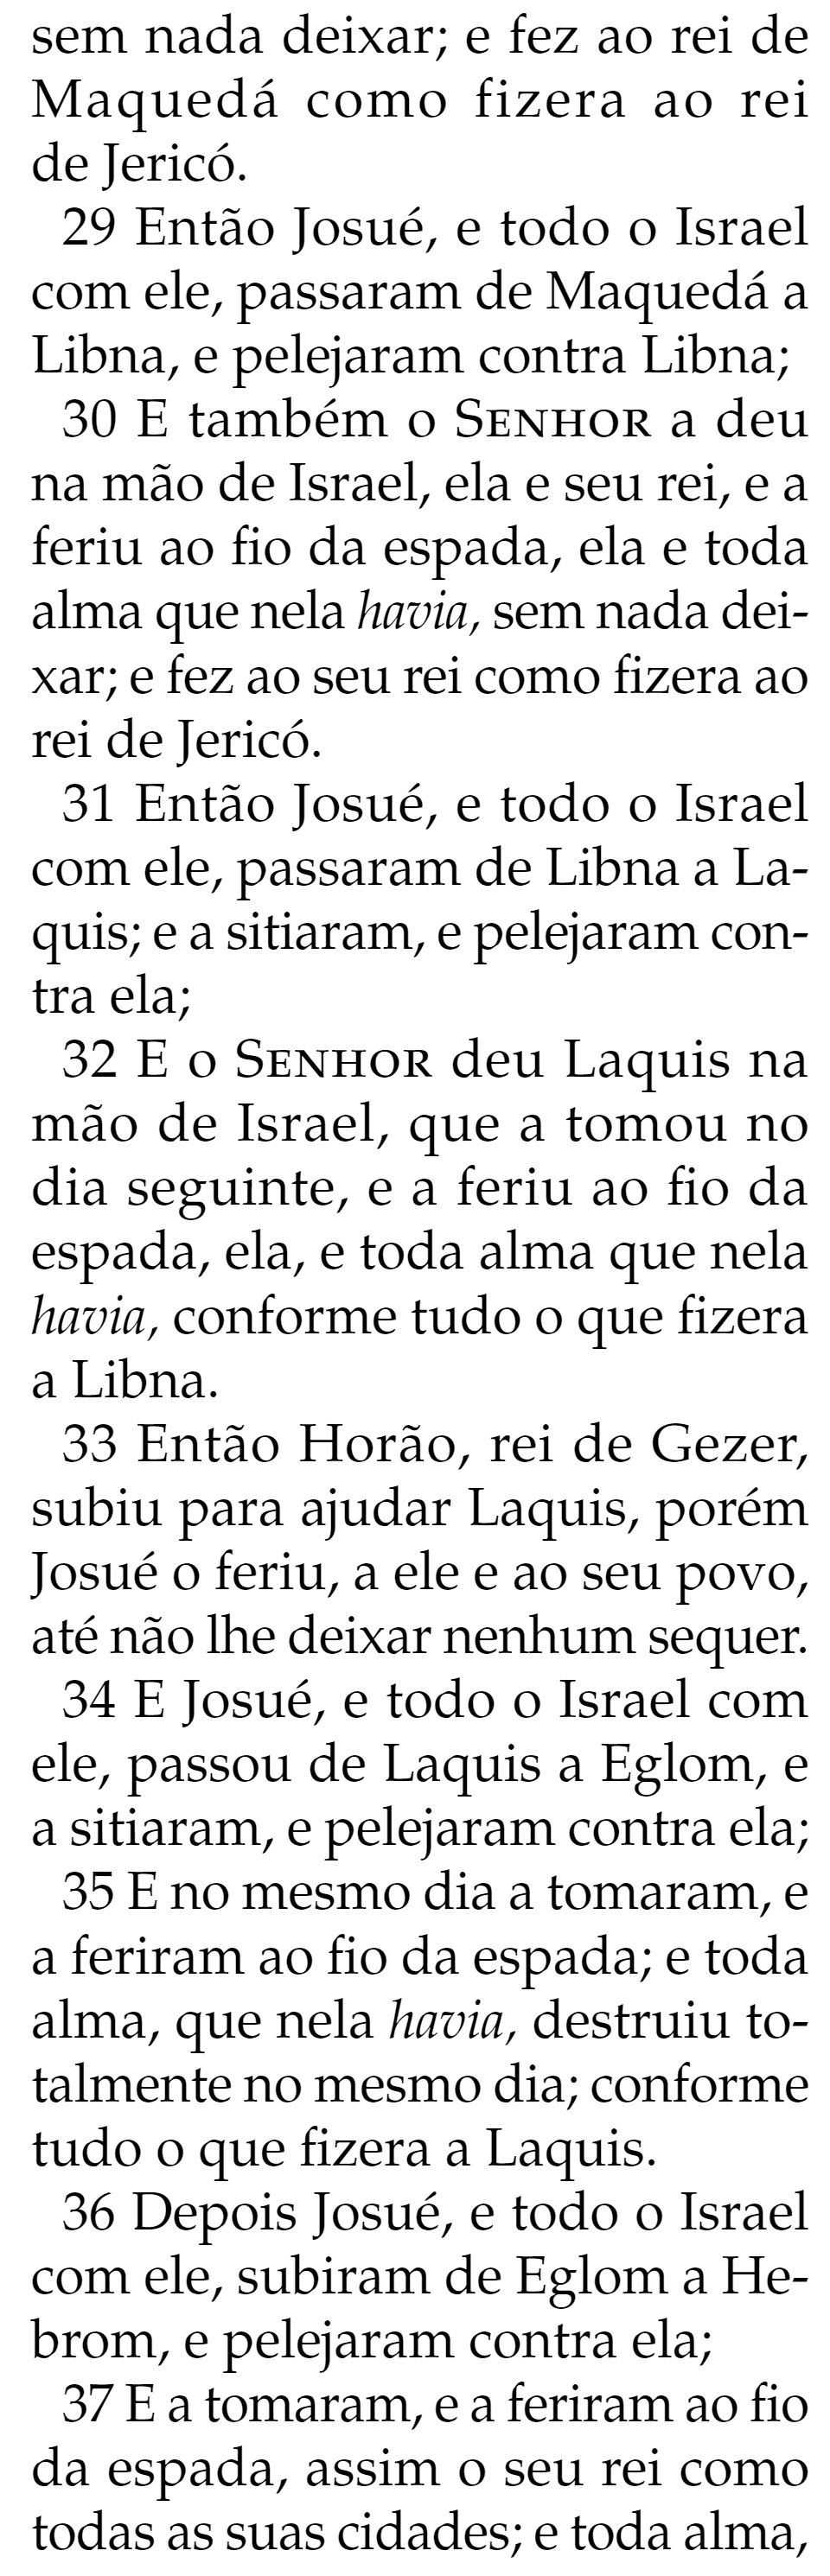 sem nada deixar; e fez ao rei de
Maquedá como fizera ao rei
de Jericó.
29 Então Josué, e todo o Israel
com ele, passaram de Maquedá a
Libna, e pelejaram contra Libna;
30 E também o SENHOR a deu
na mão de Israel, ela e seu rei, e a
feriu ao fio da espada, ela e toda
alma que nela havia, sem nada dei-
xar; e fez ao seu rei como fizera ao
rei de Jericó.
31 Então Josué, e todo o Israel
com ele, passaram de Libna a La-
quis; e a sitiaram, e pelejaram con-
tra ela;
32 E o SENHOR deu Laquis na
mão de Israel, que a tomou no
dia seguinte, e a feriu ao fio da
espada, ela, e toda alma que nela
havia, conforme tudo o que fizera
a Libna.
33 Então Horão, rei de Gezer,
subiu para ajudar Laquis, porém
Josué o feriu, a ele e ao seu povo,
até não lhe deixar nenhum sequer.
34 E Josué, e todo o Israel com
ele, passou de Laquis a Eglom, e
a sitiaram, e pelejaram contra ela;
35 E no mesmo dia a tomaram, e
a feriram ao fio da espada; e toda
alma, que nela havia, destruiu to-
talmente no mesmo dia; conforme
tudo o que fizera a Laquis.
36 Depois Josué, e todo o Israel
com ele, subiram de Eglom a He-
brom, e pelejaram contra ela;
37 E a tomaram, e a feriram ao fio
da espada, assim o seu rei como
todas as suas cidades; e toda alma,